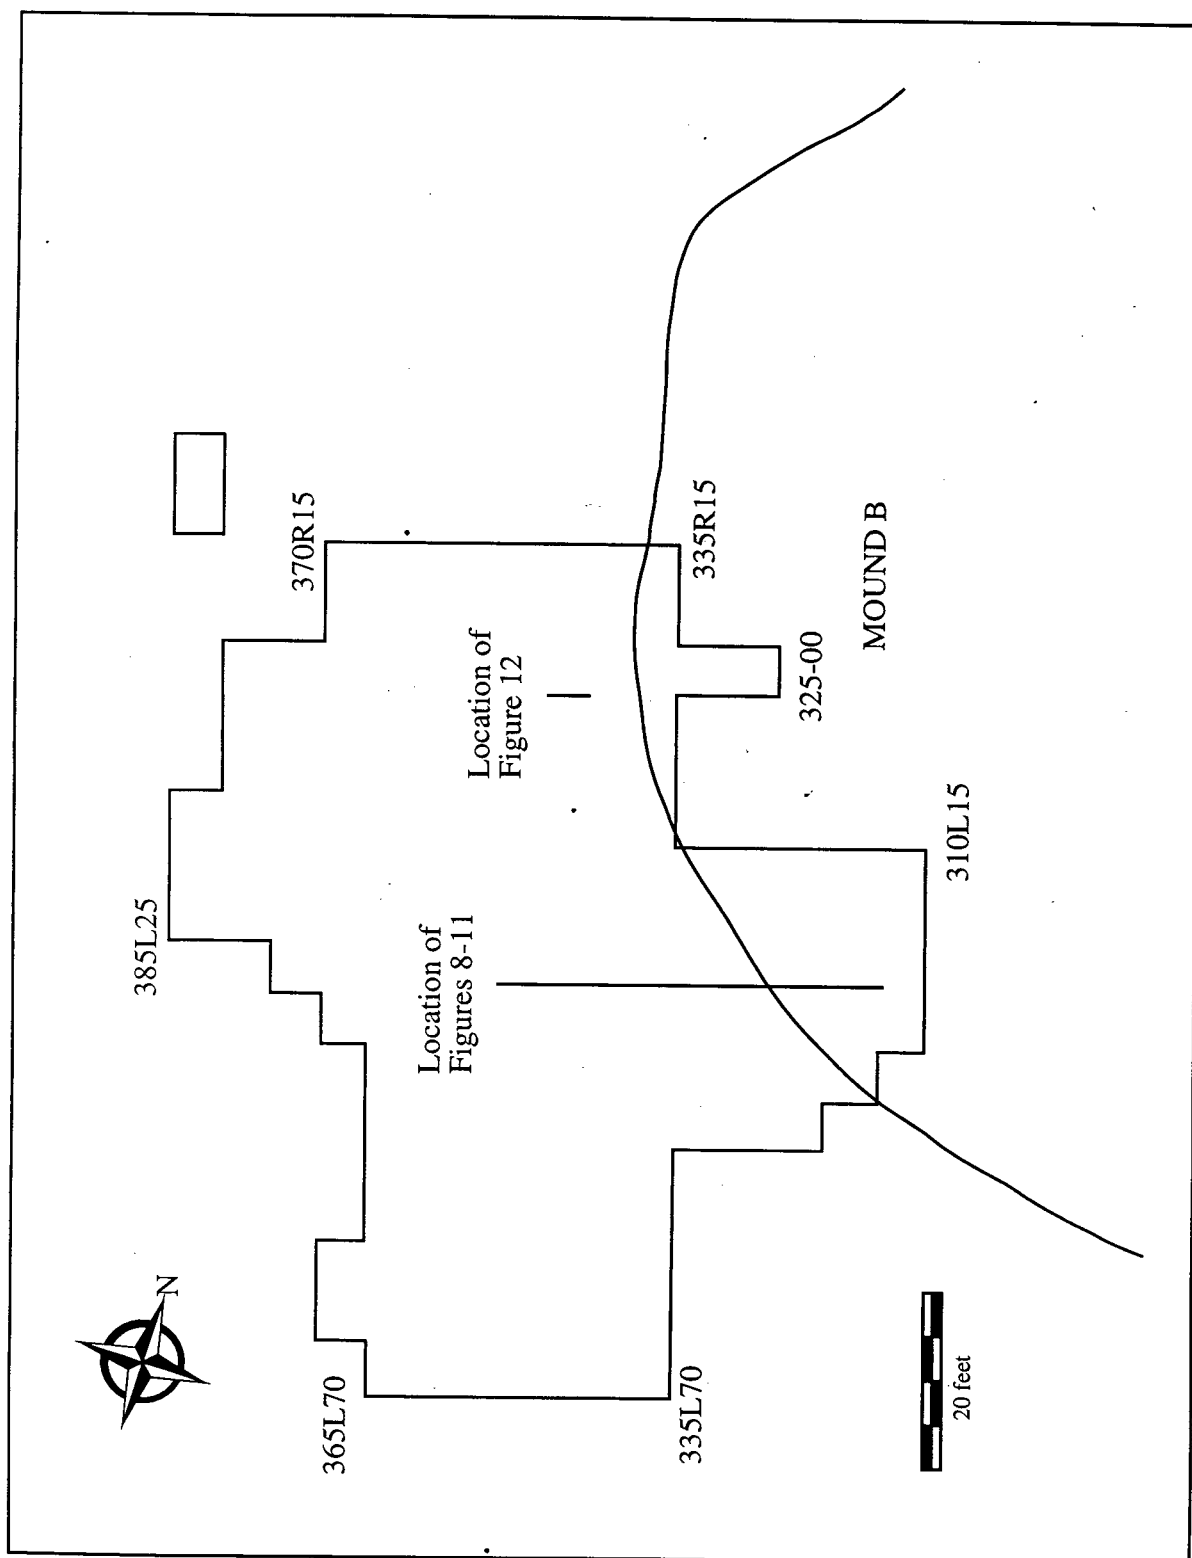 370R15
385L25
Location of
Figure 12
335R15
MOUND B
325-00
Location of
Figures 8-11
310L15
N
365L70
335L70
20 feet